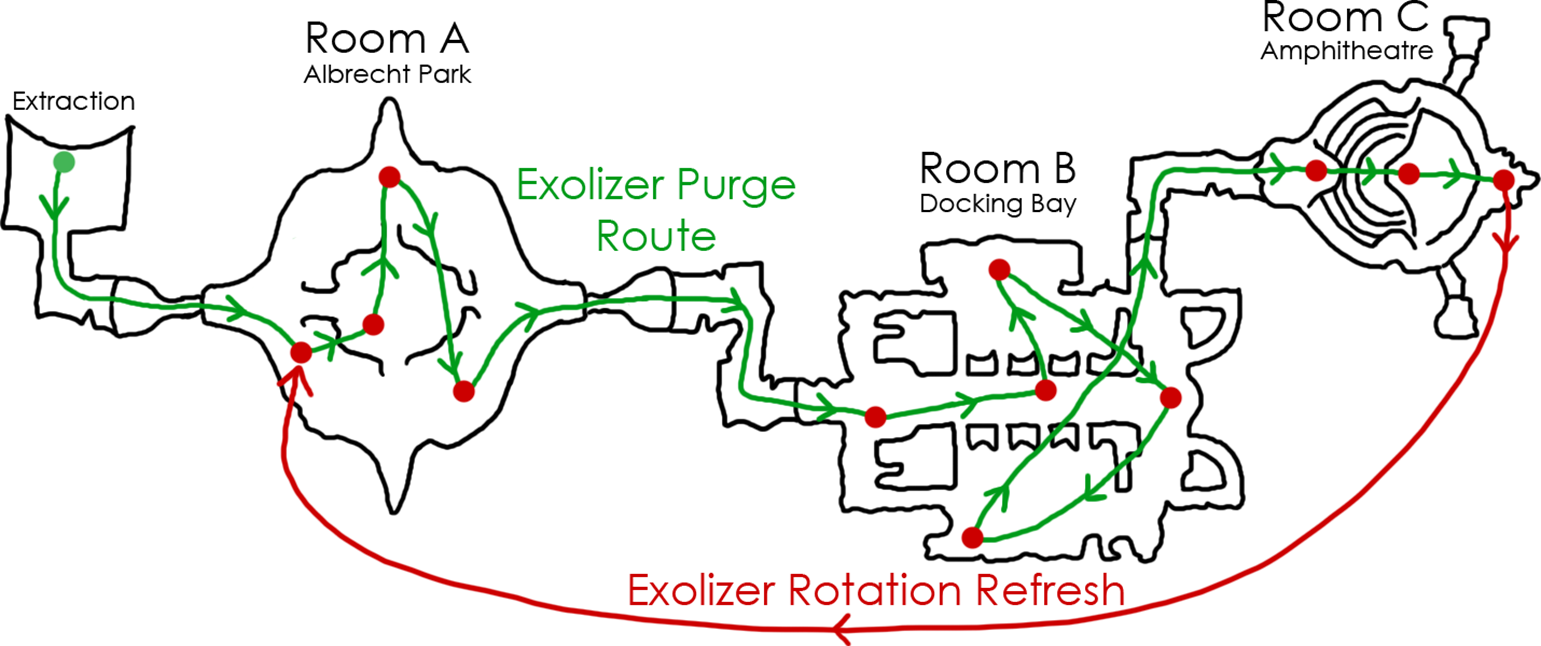 Extraction
Room A
Albrecht Park
Exolizer Purge
Route
Room B
Docking Bay
Room C
Amphitheatre
Exolizer Rotation Refresh